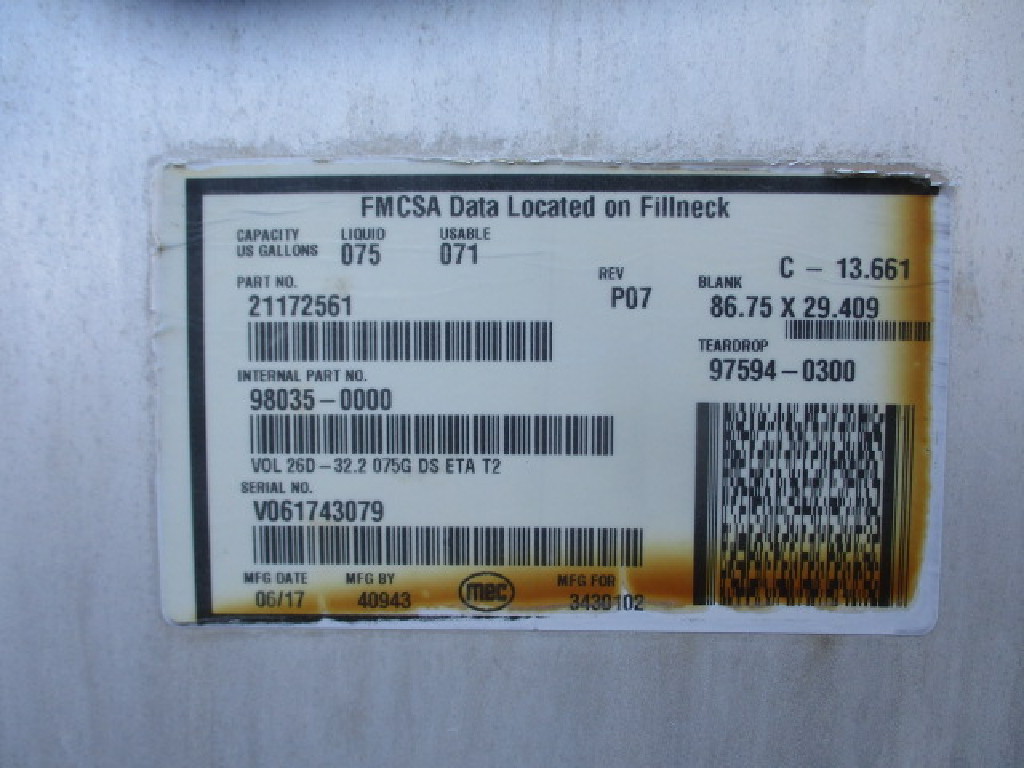 FMCSA Data Located on Fillneck
CAPACITY US GALLONS
LIQUID 075
USABLE 071
PART NO.
21172561
REV
P07
C - 13.661
BLANK
86.75 X 29.409
TEARDROP
97594-0300
INTERNAL PART NO.
98035-0000
VOL 26D-32.2 075G DS ETA T2
SERIAL NO.
V061743079
MFG DATE
06/17
MFG BY
40943
mec
MFG FOR
3430102